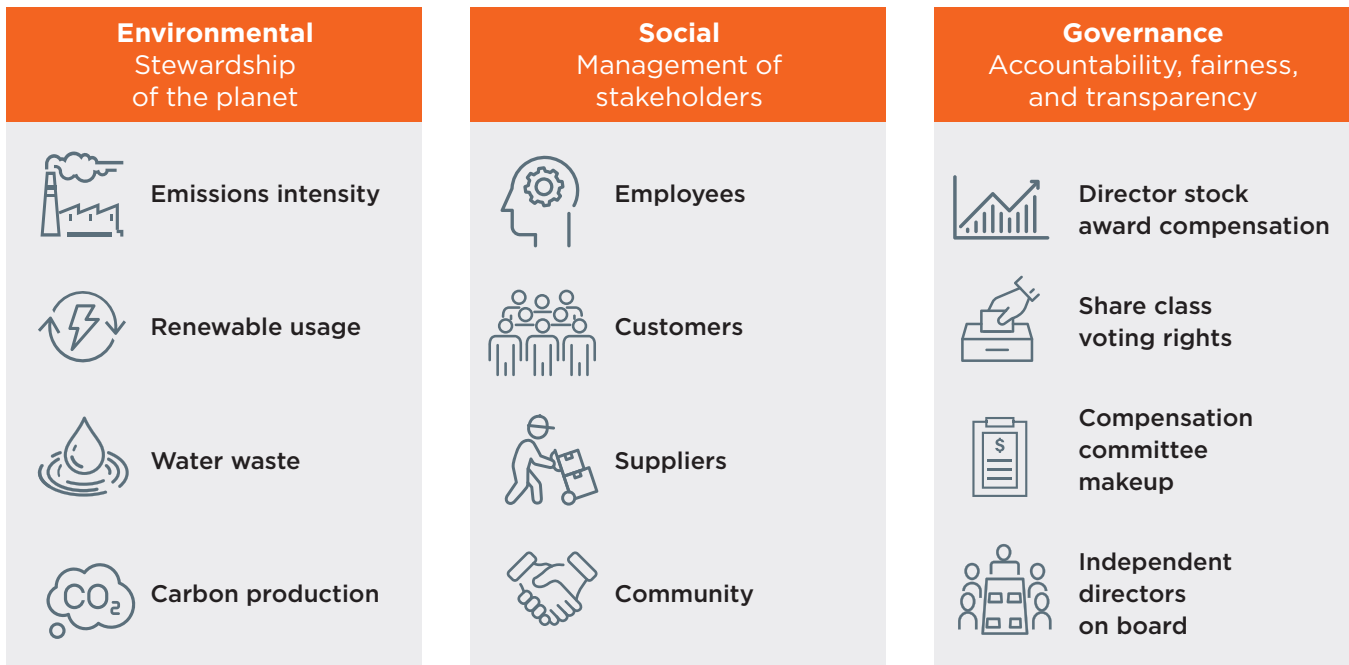 Environmental
Stewardship
of the planet
Emissions intensity
Renewable usage
Water waste
CO2
Carbon production
Social
Management of
stakeholders
Employees
Customers
Suppliers
Community
Governance
Accountability, fairness,
and transparency
Director stock
award compensation
Share class
voting rights
$
Compensation
committee
makeup
Independent
directors
on board